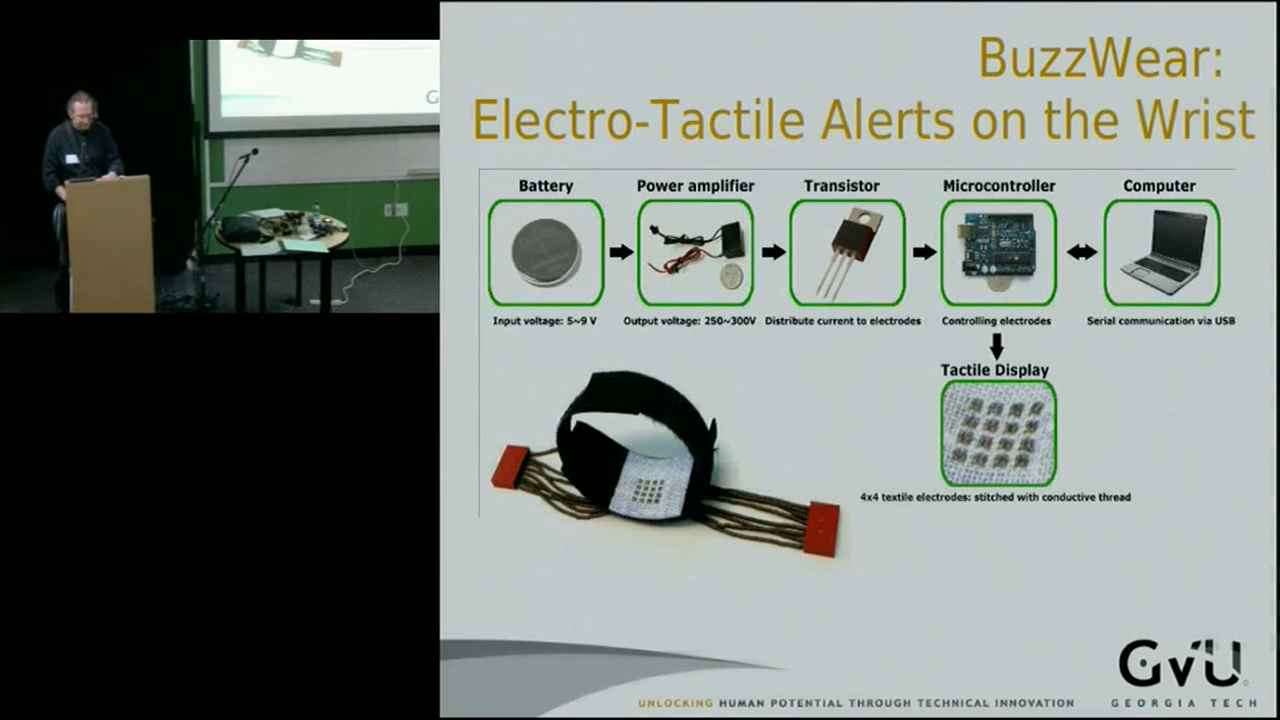 BuzzWear:
Electro-Tactile Alerts on the Wrist
Battery
Power amplifier
Transistor
Microcontroller
Computer
Input voltage: 5~9 V
Output voltage: 250~300V
Distribute current to electrodes
Controlling electrodes
Serial communication via USB
Tactile Display
4x4 textile electrodes: stitched with conductive thread
GVU
UNLOCKING HUMAN POTENTIAL THROUGH TECHNICAL INNOVATION
GEORGIA TECH
G